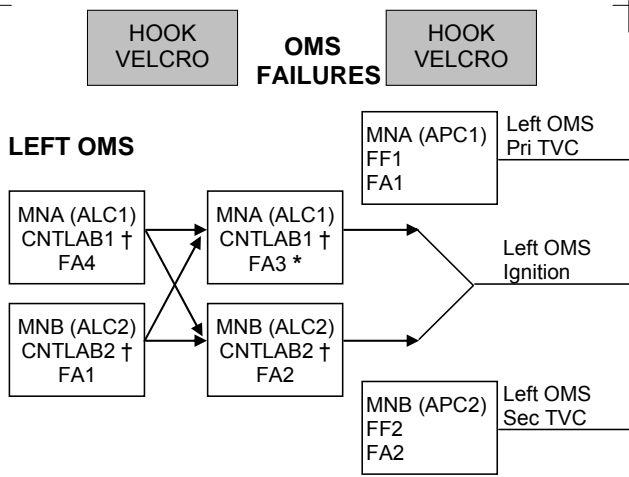 HOOK
VELCRO
OMS
FAILURES
HOOK
VELCRO
LEFT OMS
MNA (APC1)
FF1
FA1
Left OMS
Pri TVC
MNA (ALC1)
CNTLAB1 †
FA4
MNA (ALC1)
CNTLAB1 †
FA3 *
Left OMS
Ignition
MNB (ALC2)
CNTLAB2 †
FA1
MNB (ALC2)
CNTLAB2 †
FA2
MNB (APC2)
FF2
FA2
Left OMS
Sec TVC